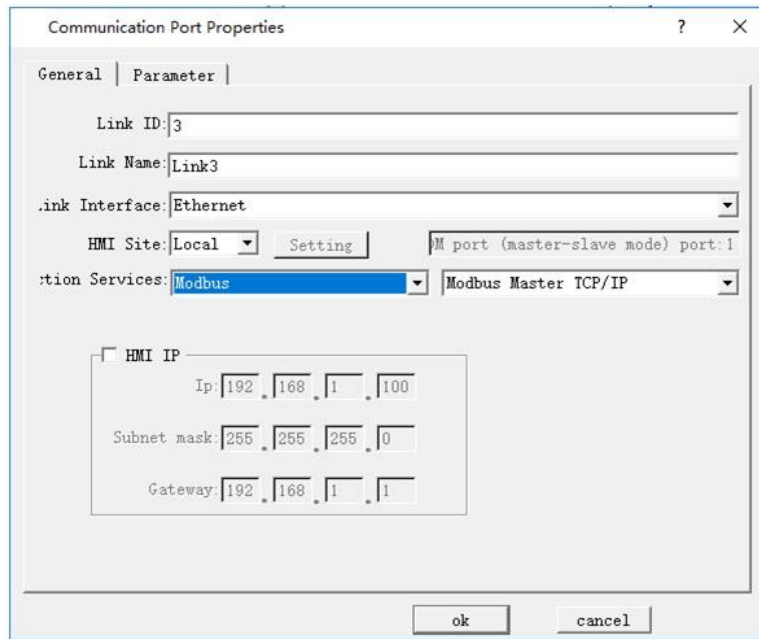 Communication Port Properties ? ×
General Parameter
Link ID: 3
Link Name: Link3
.ink Interface: Ethernet
HMI Site: Local Setting M port (master-slave mode) port:1
:tion Services: Modbus Modbus Master TCP/IP
HMI IP
Ip: 192 . 168 . 1 . 100
Subnet mask: 255 . 255 . 255 . 0
Gateway: 192 . 168 . 1 . 1
ok cancel